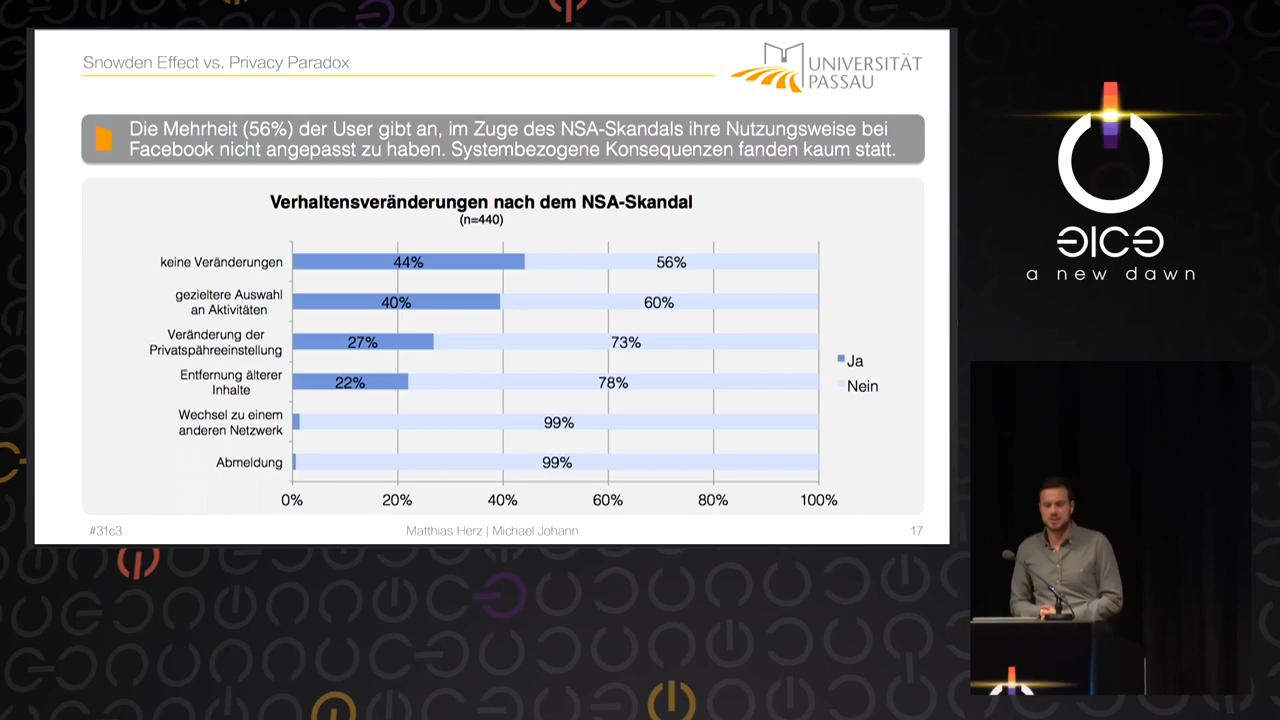 Snowden Effect vs. Privacy Paradox
UNIVERSITÄT
PASSAU
Die Mehrheit (56%) der User gibt an, im Zuge des NSA-Skandals ihre Nutzungsweise bei
Facebook nicht angepasst zu haben. Systembezogene Konsequenzen fanden kaum statt.
Verhaltensveränderungen nach dem NSA-Skandal
(n=440)
keine Veränderungen
44%
56%
gezieltere Auswahl
an Aktivitäten
40%
60%
Veränderung der
Privatspähreeinstellung
27%
73%
Entfernung älterer
Inhalte
22%
78%
Wechsel zu einem
anderen Netzwerk
99%
Abmeldung
99%
0%
20%
40%
60%
80%
100%
Ja
Nein
#31c3
Matthias Herz | Michael Johann
17
a new dawn